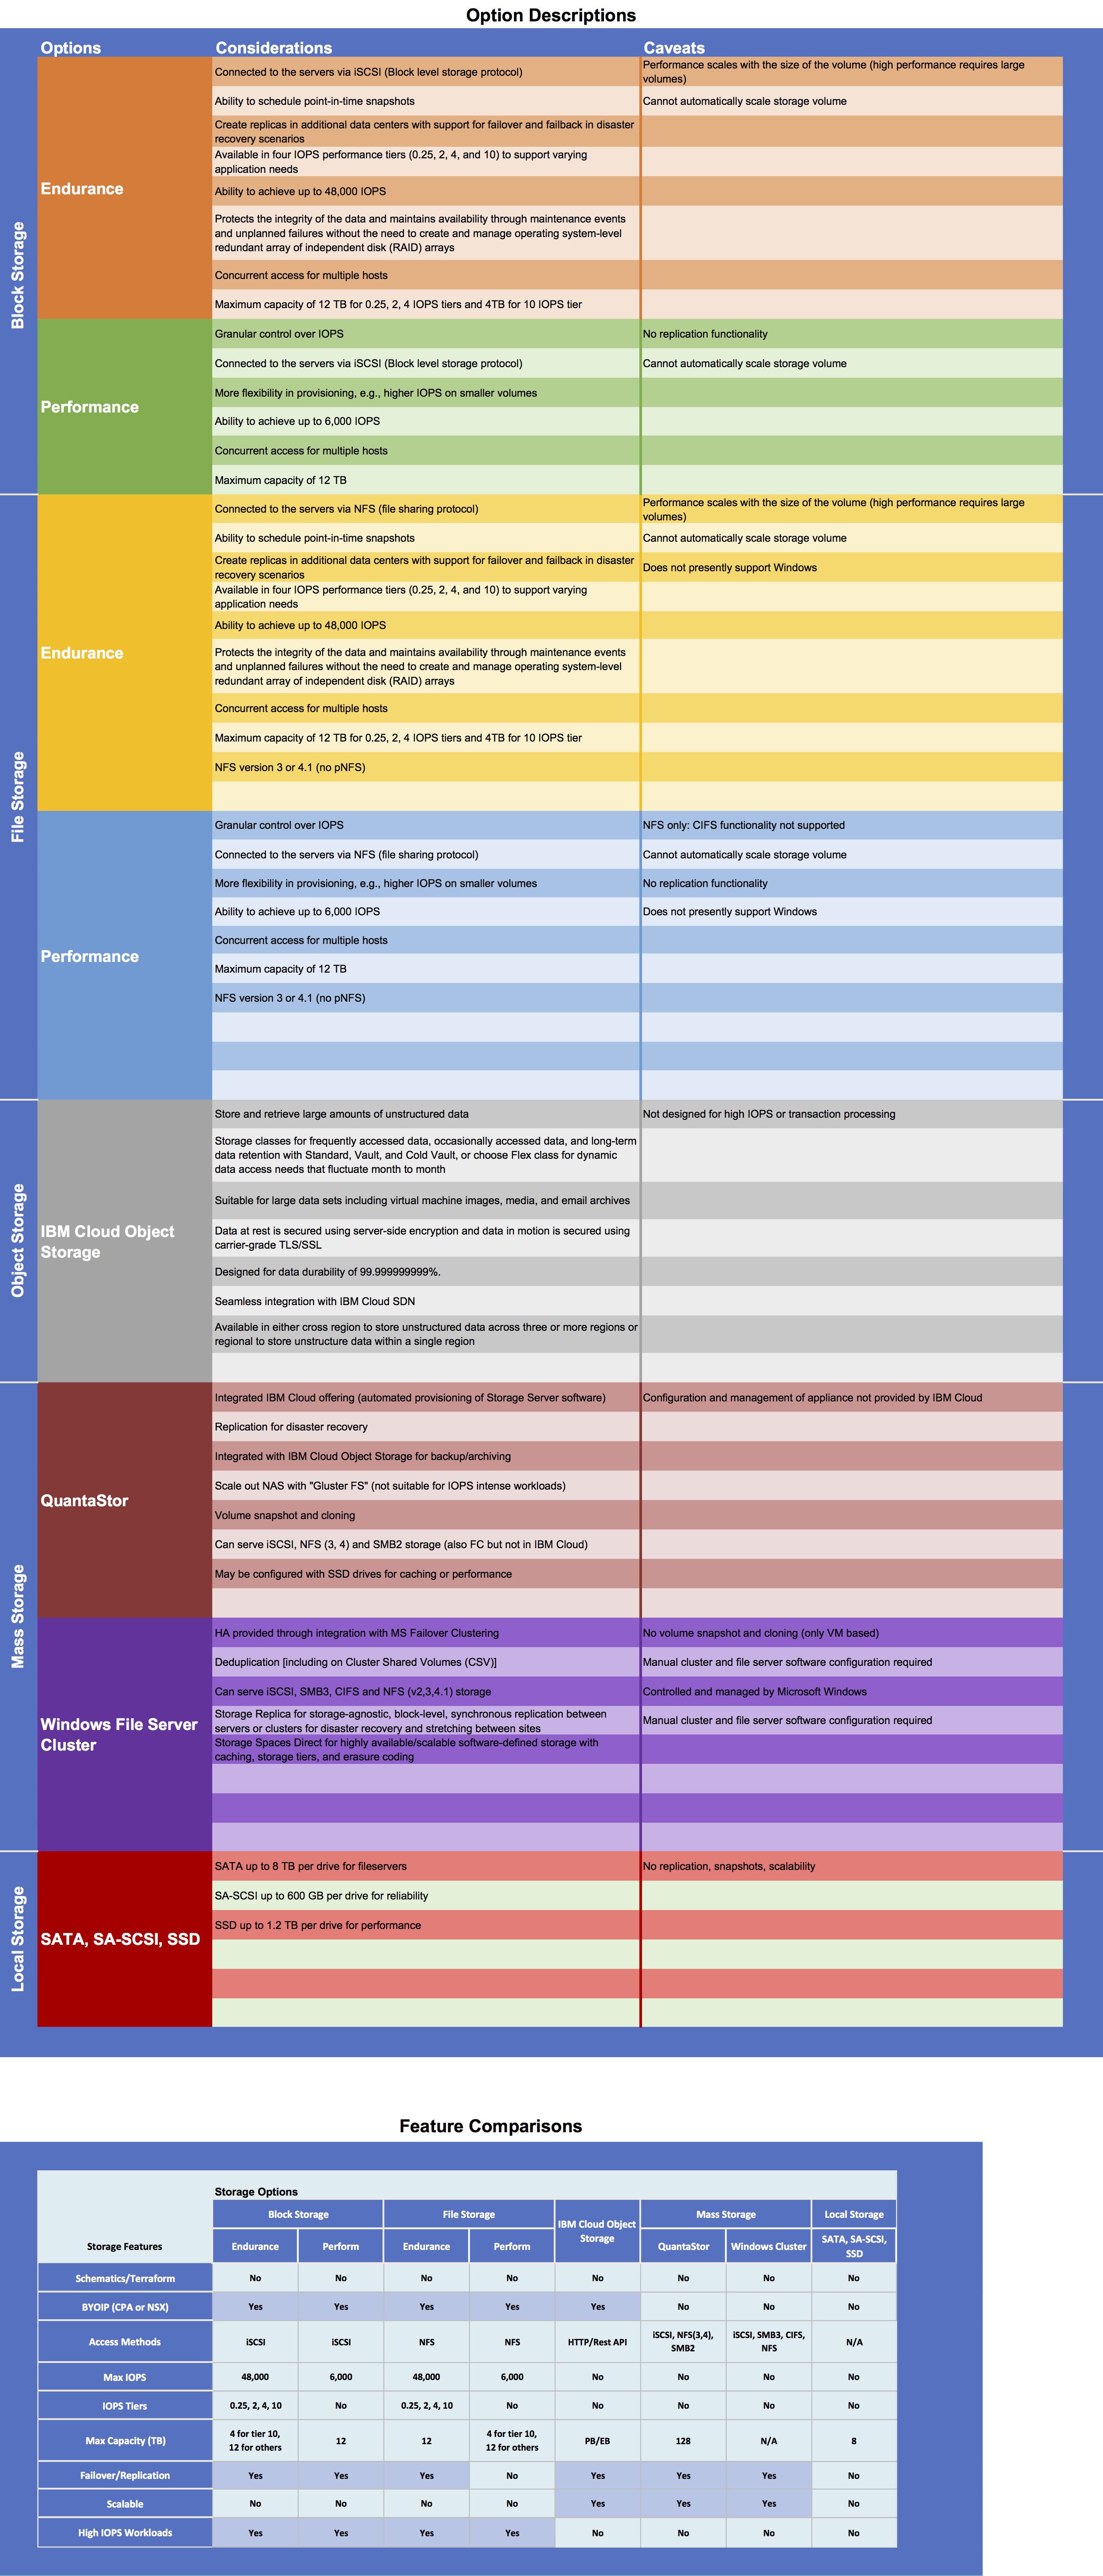 Option Descriptions
Options
Considerations
Caveats
Block Storage
Endurance
Connected to the servers via iSCSI (Block level storage protocol)
Performance scales with the size of the volume (high performance requires large
volumes)
Ability to schedule point-in-time snapshots
Cannot automatically scale storage volume
Create replicas in additional data centers with support for failover and failback in disaster
recovery scenarios
Available in four IOPS performance tiers (0.25, 2, 4, and 10) to support varying
application needs
Ability to achieve up to 48,000 IOPS
Protects the integrity of the data and maintains availability through maintenance events
and unplanned failures without the need to create and manage operating system-level
redundant array of independent disk (RAID) arrays
Concurrent access for multiple hosts
Maximum capacity of 12 TB for 0.25, 2, 4 IOPS tiers and 4TB for 10 IOPS tier
Performance
Granular control over IOPS
No replication functionality
Connected to the servers via iSCSI (Block level storage protocol)
Cannot automatically scale storage volume
More flexibility in provisioning, e.g., higher IOPS on smaller volumes
Ability to achieve up to 6,000 IOPS
Concurrent access for multiple hosts
Maximum capacity of 12 TB
File Storage
Endurance
Connected to the servers via NFS (file sharing protocol)
Performance scales with the size of the volume (high performance requires large
volumes)
Ability to schedule point-in-time snapshots
Cannot automatically scale storage volume
Create replicas in additional data centers with support for failover and failback in disaster
recovery scenarios
Does not presently support Windows
Available in four IOPS performance tiers (0.25, 2, 4, and 10) to support varying
application needs
Ability to achieve up to 48,000 IOPS
Protects the integrity of the data and maintains availability through maintenance events
and unplanned failures without the need to create and manage operating system-level
redundant array of independent disk (RAID) arrays
Concurrent access for multiple hosts
Maximum capacity of 12 TB for 0.25, 2, 4 IOPS tiers and 4TB for 10 IOPS tier
NFS version 3 or 4.1 (no pNFS)
Performance
Granular control over IOPS
NFS only: CIFS functionality not supported
Connected to the servers via NFS (file sharing protocol)
Cannot automatically scale storage volume
More flexibility in provisioning, e.g., higher IOPS on smaller volumes
No replication functionality
Ability to achieve up to 6,000 IOPS
Does not presently support Windows
Concurrent access for multiple hosts
Maximum capacity of 12 TB
NFS version 3 or 4.1 (no pNFS)
Object Storage
IBM Cloud Object
Storage
Store and retrieve large amounts of unstructured data
Not designed for high IOPS or transaction processing
Storage classes for frequently accessed data, occasionally accessed data, and long-term
data retention with Standard, Vault, and Cold Vault, or choose Flex class for dynamic
data access needs that fluctuate month to month
Suitable for large data sets including virtual machine images, media, and email archives
Data at rest is secured using server-side encryption and data in motion is secured using
carrier-grade TLS/SSL
Designed for data durability of 99.999999999%.
Seamless integration with IBM Cloud SDN
Available in either cross region to store unstructured data across three or more regions or
regional to store unstructure data within a single region
Mass Storage
QuantaStor
Integrated IBM Cloud offering (automated provisioning of Storage Server software)
Configuration and management of appliance not provided by IBM Cloud
Replication for disaster recovery
Integrated with IBM Cloud Object Storage for backup/archiving
Scale out NAS with "Gluster FS" (not suitable for IOPS intense workloads)
Volume snapshot and cloning
Can serve iSCSI, NFS (3, 4) and SMB2 storage (also FC but not in IBM Cloud)
May be configured with SSD drives for caching or performance
Windows File Server
Cluster
HA provided through integration with MS Failover Clustering
No volume snapshot and cloning (only VM based)
Deduplication [including on Cluster Shared Volumes (CSV)]
Manual cluster and file server software configuration required
Can serve iSCSI, SMB3, CIFS and NFS (v2,3,4.1) storage
Controlled and managed by Microsoft Windows
Storage Replica for storage-agnostic, block-level, synchronous replication between
servers or clusters for disaster recovery and stretching between sites
Manual cluster and file server software configuration required
Storage Spaces Direct for highly available/scalable software-defined storage with
caching, storage tiers, and erasure coding
Local Storage
SATA, SA-SCSI, SSD
SATA up to 8 TB per drive for fileservers
No replication, snapshots, scalability
SA-SCSI up to 600 GB per drive for reliability
SSD up to 1.2 TB per drive for performance
Feature Comparisons
Storage Options
Storage Features
Block Storage
File Storage
IBM Cloud Object
Storage
Mass Storage
Local Storage
Endurance
Perform
Endurance
Perform
QuantaStor
Windows Cluster
SATA, SA-SCSI,
SSD
Schematics/Terraform
No
No
No
No
No
No
No
No
BYOIP (CPA or NSX)
Yes
Yes
Yes
Yes
Yes
No
No
No
Access Methods
iSCSI
iSCSI
NFS
NFS
HTTP/Rest API
iSCSI, NFS(3,4),
SMB2
iSCSI, SMB3, CIFS,
NFS
N/A
Max IOPS
48,000
6,000
48,000
6,000
No
No
No
No
IOPS Tiers
0.25, 2, 4, 10
No
0.25, 2, 4, 10
No
No
No
No
No
Max Capacity (TB)
4 for tier 10,
12 for others
12
12
4 for tier 10,
12 for others
PB/EB
128
N/A
8
Failover/Replication
Yes
Yes
Yes
No
Yes
Yes
Yes
No
Scalable
No
No
No
No
Yes
Yes
Yes
No
High IOPS Workloads
Yes
Yes
Yes
Yes
No
No
No
No